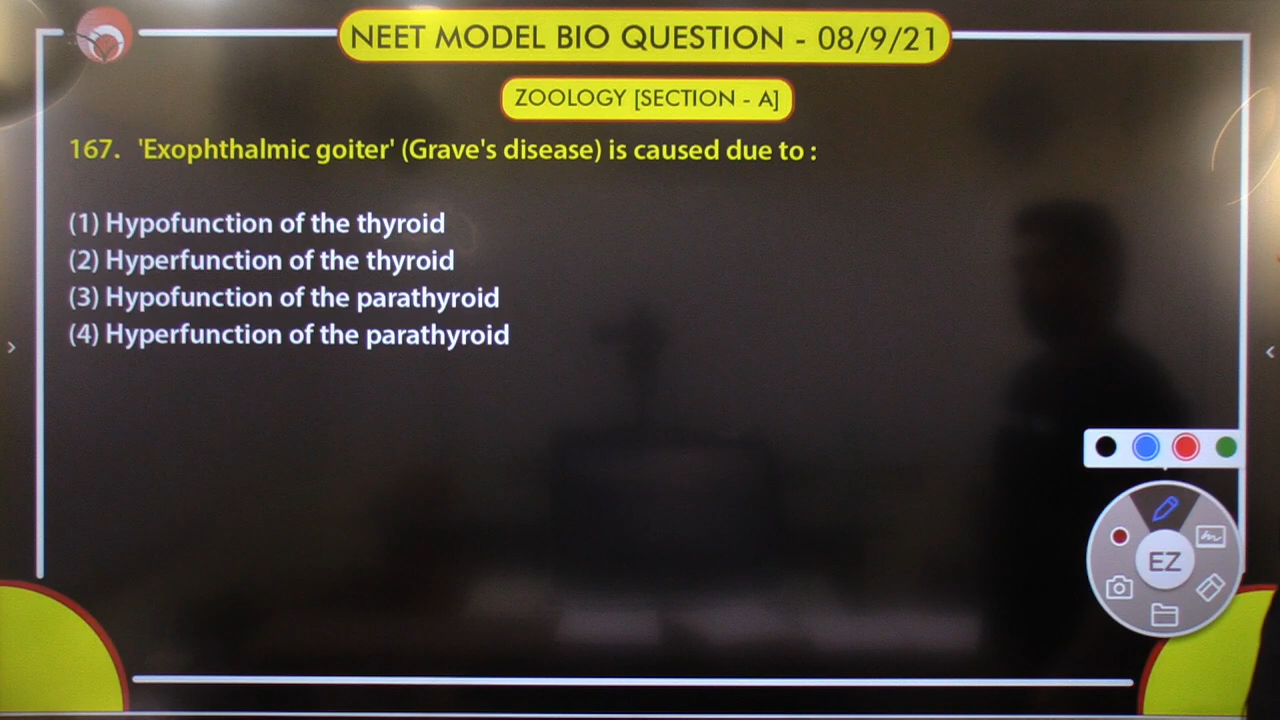 NEET MODEL BIO QUESTION - 08/9/21
ZOOLOGY [SECTION - A]
167. 'Exophthalmic goiter' (Grave's disease) is caused due to :
(1) Hypofunction of the thyroid
(2) Hyperfunction of the thyroid
(3) Hypofunction of the parathyroid
(4) Hyperfunction of the parathyroid
EZ